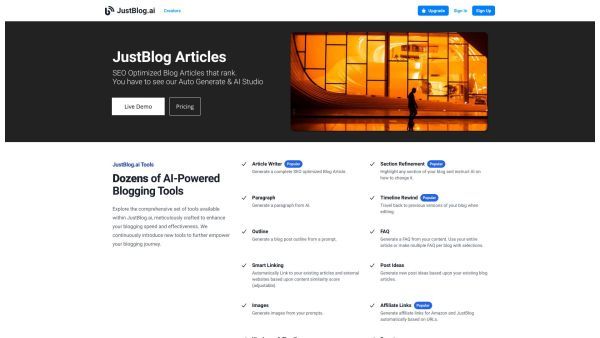 JustBlog.ai
Creators
Upgrade
Sign In
Sign Up
JustBlog Articles
SEO Optimized Blog Articles that rank.
You have to see our Auto Generate & AI Studio
Live Demo
Pricing
JustBlog.ai Tools
Dozens of AI-Powered
Blogging Tools
Explore the comprehensive set of tools available
within JustBlog.ai, meticulously crafted to enhance
your blogging speed and effectiveness. We
continuously introduce new tools to further empower
your blogging journey.
Article Writer Popular
Generate a complete SEO optimized Blog Article.
Section Refinement Popular
Highlight any section of your blog and instruct AI on
how to change it.
Paragraph
Generate a paragraph from AI.
Timeline Rewind Popular
Travel back to previous versions of your blog when
editing.
Outline
Generate a blog post outline from a prompt.
FAQ
Generate a FAQ from your content. Use your entire
article or make multiple FAQ per blog with selections.
Smart Linking
Automatically Link to your existing articles and external
websites based upon content similarity score
(adjustable).
Post Ideas
Generate new post ideas based upon your existing blog
articles.
Images
Generate images from your prompts.
Affiliate Links Popular
Generate affiliate links for Amazon and JustBlog
automatically based on URLs.